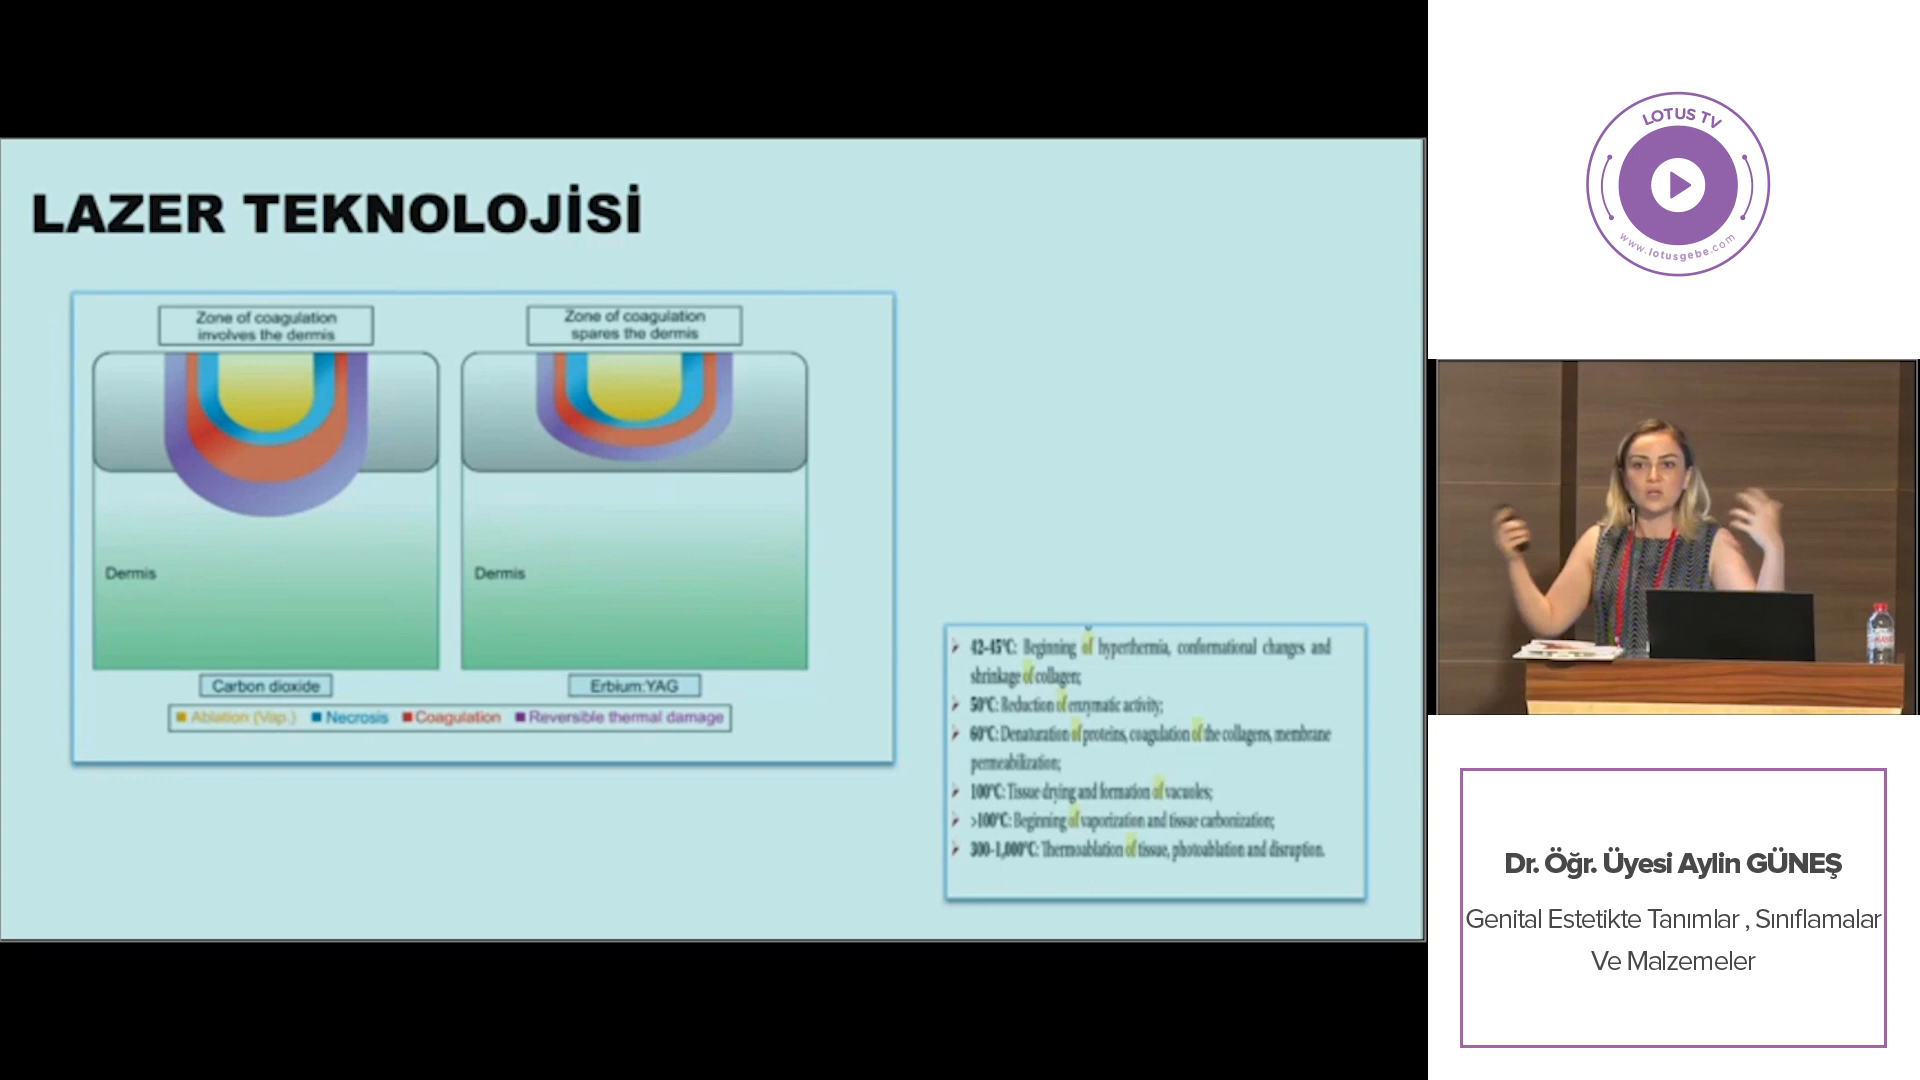 LAZER TEKNOLOJİSİ
Zone of coagulation
involves the dermis
Zone of coagulation
spares the dermis
Dermis
Dermis
Carbon dioxide
Erbium:YAG
Ablation (Vap.) Necrosis Coagulation Reversible thermal damage
42-45°C: Beginning of hyperthermia, conformational changes and
shrinkage of collagen;
50°C: Reduction of enzymatic activity;
60°C: Denaturation of proteins, coagulation of the collagens, membrane
permeabilization;
100°C: Tissue drying and formation of vacuoles;
>100°C: Beginning of vaporization and tissue carbonization;
300-1,000°C: Thermoablation of tissue, photoablation and disruption.
LOTUS TV
www.lotusgebe.com
Dr. Öğr. Üyesi Aylin GÜNEŞ
Genital Estetikte Tanımlar , Sınıflamalar
Ve Malzemeler